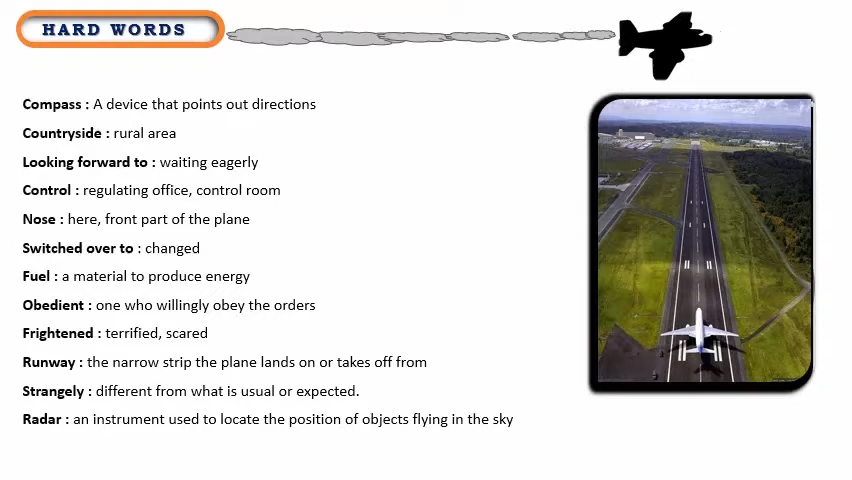 HARD WORDS
Compass : A device that points out directions
Countryside : rural area
Looking forward to : waiting eagerly
Control : regulating office, control room
Nose : here, front part of the plane
Switched over to : changed
Fuel : a material to produce energy
Obedient : one who willingly obey the orders
Frightened : terrified, scared
Runway : the narrow strip the plane lands on or takes off from
Strangely : different from what is usual or expected.
Radar : an instrument used to locate the position of objects flying in the sky